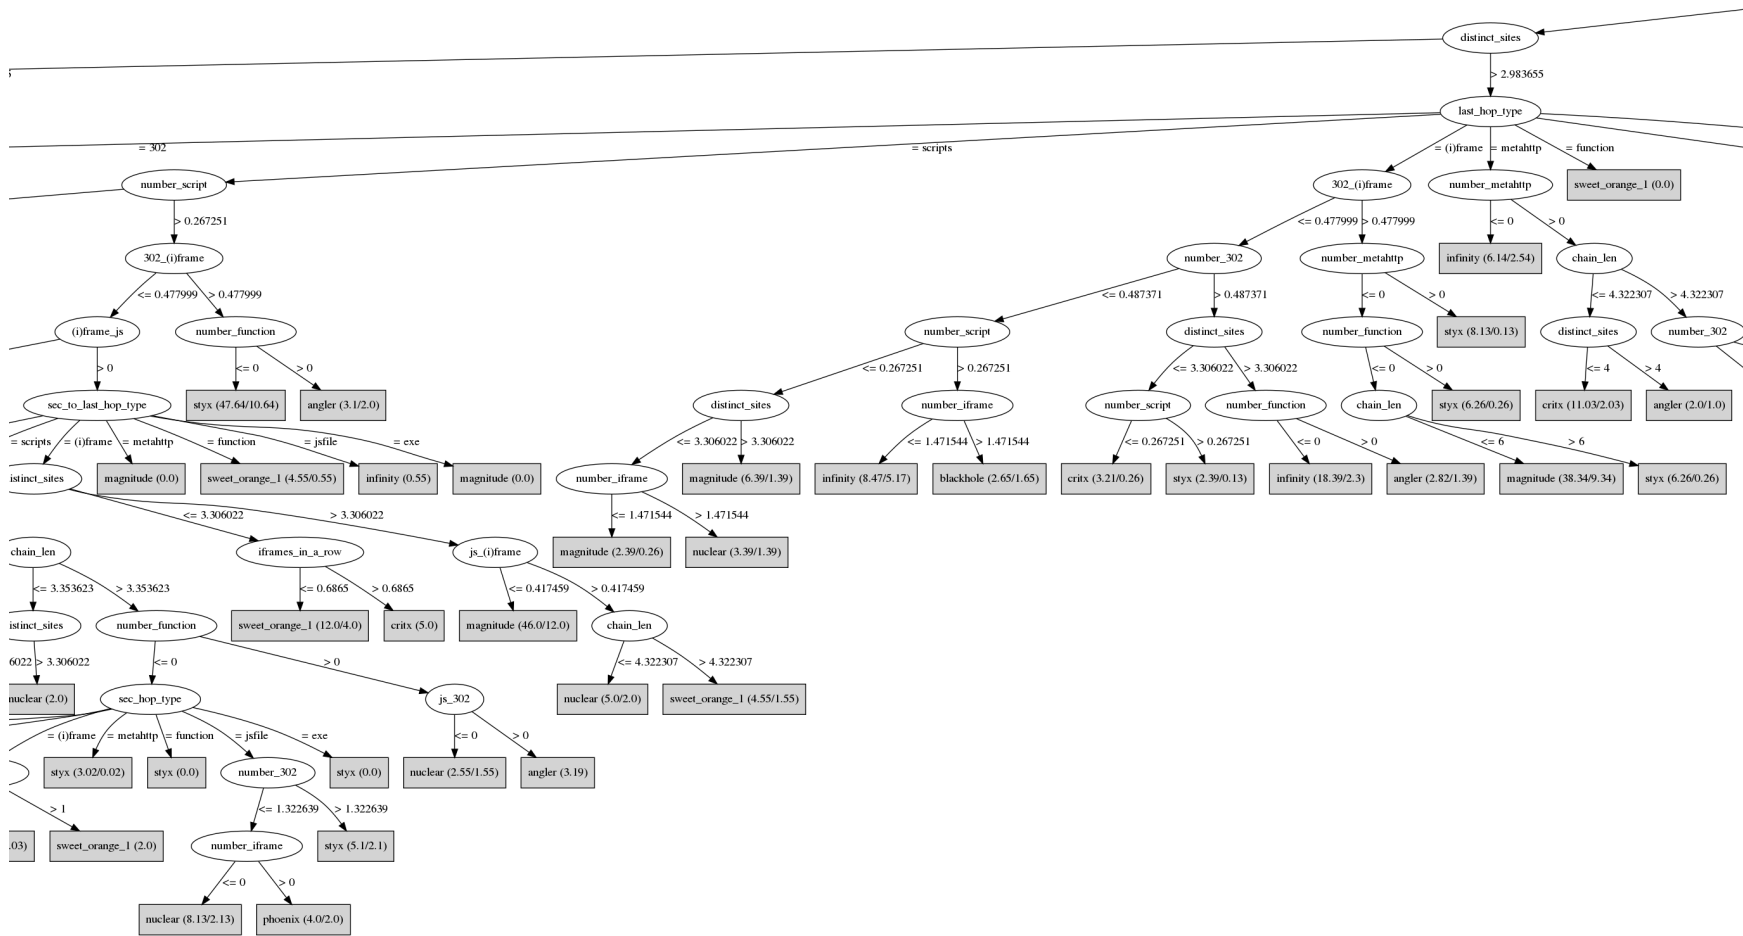 distinct_sites
> 2.983655
last_hop_type
= 302
= scripts
= (i)frame
= metahttp
= function
number_script
302_(i)frame
number_metahttp
sweet_orange_1 (0.0)
> 0.267251
<= 0.477999
> 0.477999
<= 0
> 0
302_(i)frame
number_302
number_metahttp
infinity (6.14/2.54)
chain_len
<= 0.477999
> 0.477999
<= 0.487371
> 0.487371
<= 0
> 0
<= 4.322307
> 4.322307
(i)frame_js
number_function
number_script
distinct_sites
number_function
styx (8.13/0.13)
distinct_sites
number_302
> 0
<= 0
> 0
<= 0.267251
> 0.267251
<= 3.306022
> 3.306022
<= 0
> 0
<= 4
> 4
sec_to_last_hop_type
styx (47.64/10.64)
angler (3.1/2.0)
distinct_sites
number_iframe
number_script
number_function
chain_len
styx (6.26/0.26)
critx (11.03/2.03)
angler (2.0/1.0)
= scripts
= (i)frame
= metahttp
= function
= jsfile
= exe
<= 3.306022
> 3.306022
<= 1.471544
> 1.471544
<= 0.267251
> 0.267251
<= 0
> 0
<= 6
> 6
istinct_sites
magnitude (0.0)
sweet_orange_1 (4.55/0.55)
infinity (0.55)
magnitude (0.0)
number_iframe
magnitude (6.39/1.39)
infinity (8.47/5.17)
blackhole (2.65/1.65)
critx (3.21/0.26)
styx (2.39/0.13)
infinity (18.39/2.3)
angler (2.82/1.39)
magnitude (38.34/9.34)
styx (6.26/0.26)
<= 3.306022
> 3.306022
<= 1.471544
> 1.471544
chain_len
iframes_in_a_row
js_(i)frame
magnitude (2.39/0.26)
nuclear (3.39/1.39)
<= 3.353623
> 3.353623
<= 0.6865
> 0.6865
<= 0.417459
> 0.417459
istinct_sites
number_function
sweet_orange_1 (12.0/4.0)
critx (5.0)
magnitude (46.0/12.0)
chain_len
6022
> 3.306022
<= 0
> 0
<= 4.322307
> 4.322307
nuclear (2.0)
sec_hop_type
js_302
nuclear (5.0/2.0)
sweet_orange_1 (4.55/1.55)
= (i)frame
= metahttp
= function
= jsfile
= exe
<= 0
> 0
styx (3.02/0.02)
styx (0.0)
number_302
styx (0.0)
nuclear (2.55/1.55)
angler (3.19)
> 1
<= 1.322639
> 1.322639
.03)
sweet_orange_1 (2.0)
number_iframe
styx (5.1/2.1)
<= 0
> 0
nuclear (8.13/2.13)
phoenix (4.0/2.0)